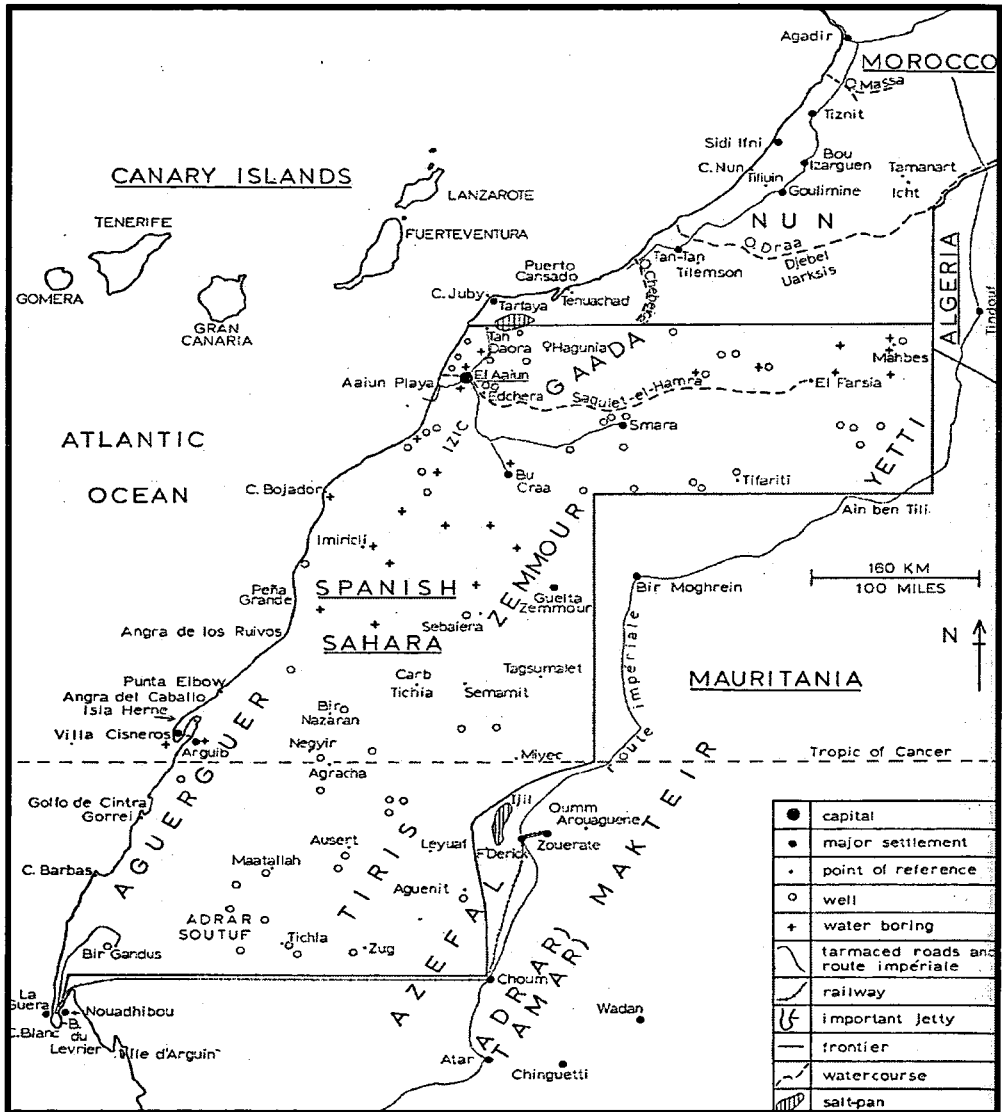 Agadir
MOROCCO
Massa
Tiznit
Sidi Ifni
Bou
Izarguen
C. Nun
Tiliuin
Tamanart
Icht
Goulimine
CANARY ISLANDS
LANZAROTE
TENERIFE
FUERTEVENTURA
GOMERA
GRAN
CANARIA
NUN
Draa
Tan-Tan
Tilemson
Djebel
Uarksis
ALGERIA
Tindouf
Puerto
Cansado
Chebeica
C. Juby
Tarfaya
Tenuachad
Tah
Daora
Hagunia
GAADA
Mahbes
Aaiun Playa
El Aaiun
Edchera
Saguiet-el-Hamra
El Farsia
Smara
IZIC
ATLANTIC
OCEAN
Bu
Craa
Tifariti
YETTI
C. Bojador
Ain ben Tili
Imiricli
ZEMMOUR
160 KM
100 MILES
SPANISH
SAHARA
Peña
Grande
Guelta
Zemmour
Bir Moghrein
Sebaiera
Angra de los Ruivos
N
Carb
Tichla
Tagsumalet
Semamit
MAURITANIA
route impériale
Punta Elbow
Angra del Caballo
Isla Herne
Villa Cisneros
Arguib
Bir
Nazaran
Negyir
Agracha
Miyec
Tropic of Cancer
AGUERGUER
Golfo de Cintra
Gorrei
Ijil
Oumm
Arouaguene
F'Derick
Zouerate
MAKTEIR
Ausert
Leyuaf
C. Barbas
Maatallah
TIRIS
Aguenit
AZEFAL
ADRAR
SOUTUF
Tichla
Zug
Bir Gandus
Choum
ADRAR
TAMAR)
Wadan
La
Guera
Nouadhibou
C. Blanc
B.
du
Levrier
Ile d'Arguin
Atar
Chinguetti
capital
major settlement
point of reference
well
water boring
tarmaced roads and
route impériale
railway
important jetty
frontier
watercourse
salt-pan